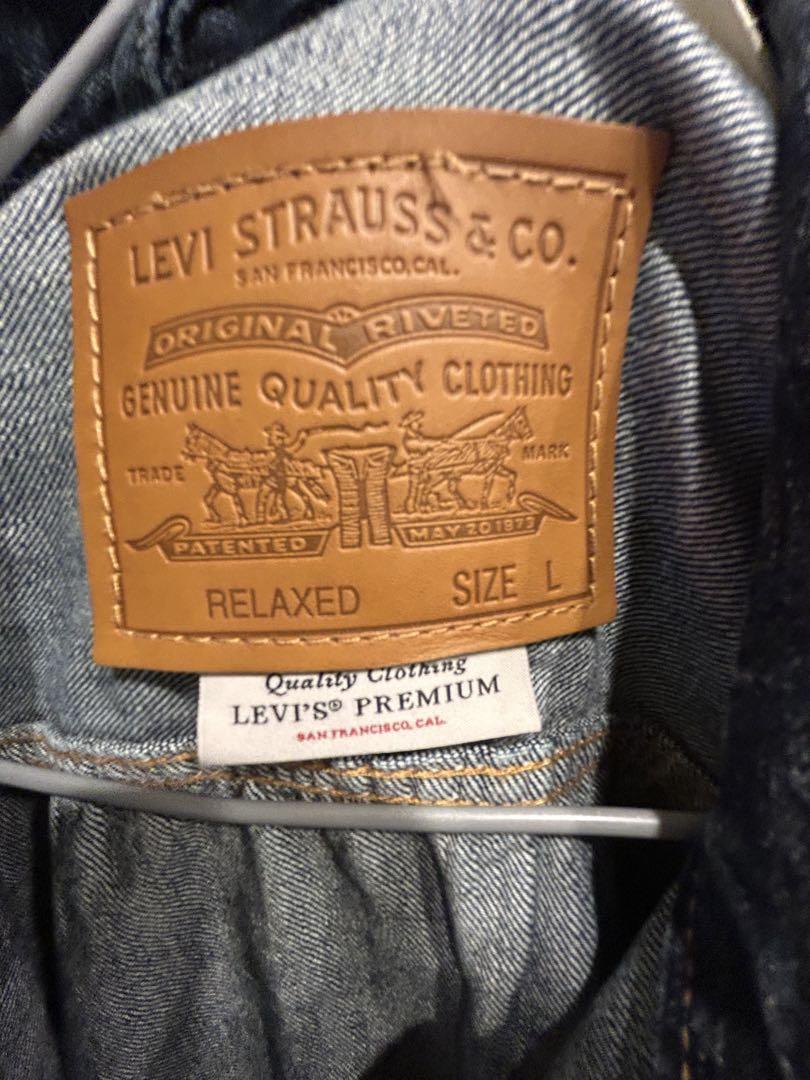 LEVI STRAUSS & CO.
SAN FRANCISCO, CAL.
ORIGINAL RIVETED
GENUINE QUALITY CLOTHING
TRADE MARK
PATENTED MAY 20 1873
RELAXED SIZE L
Quality Clothing
LEVI'S® PREMIUM
SAN FRANCISCO, CAL.